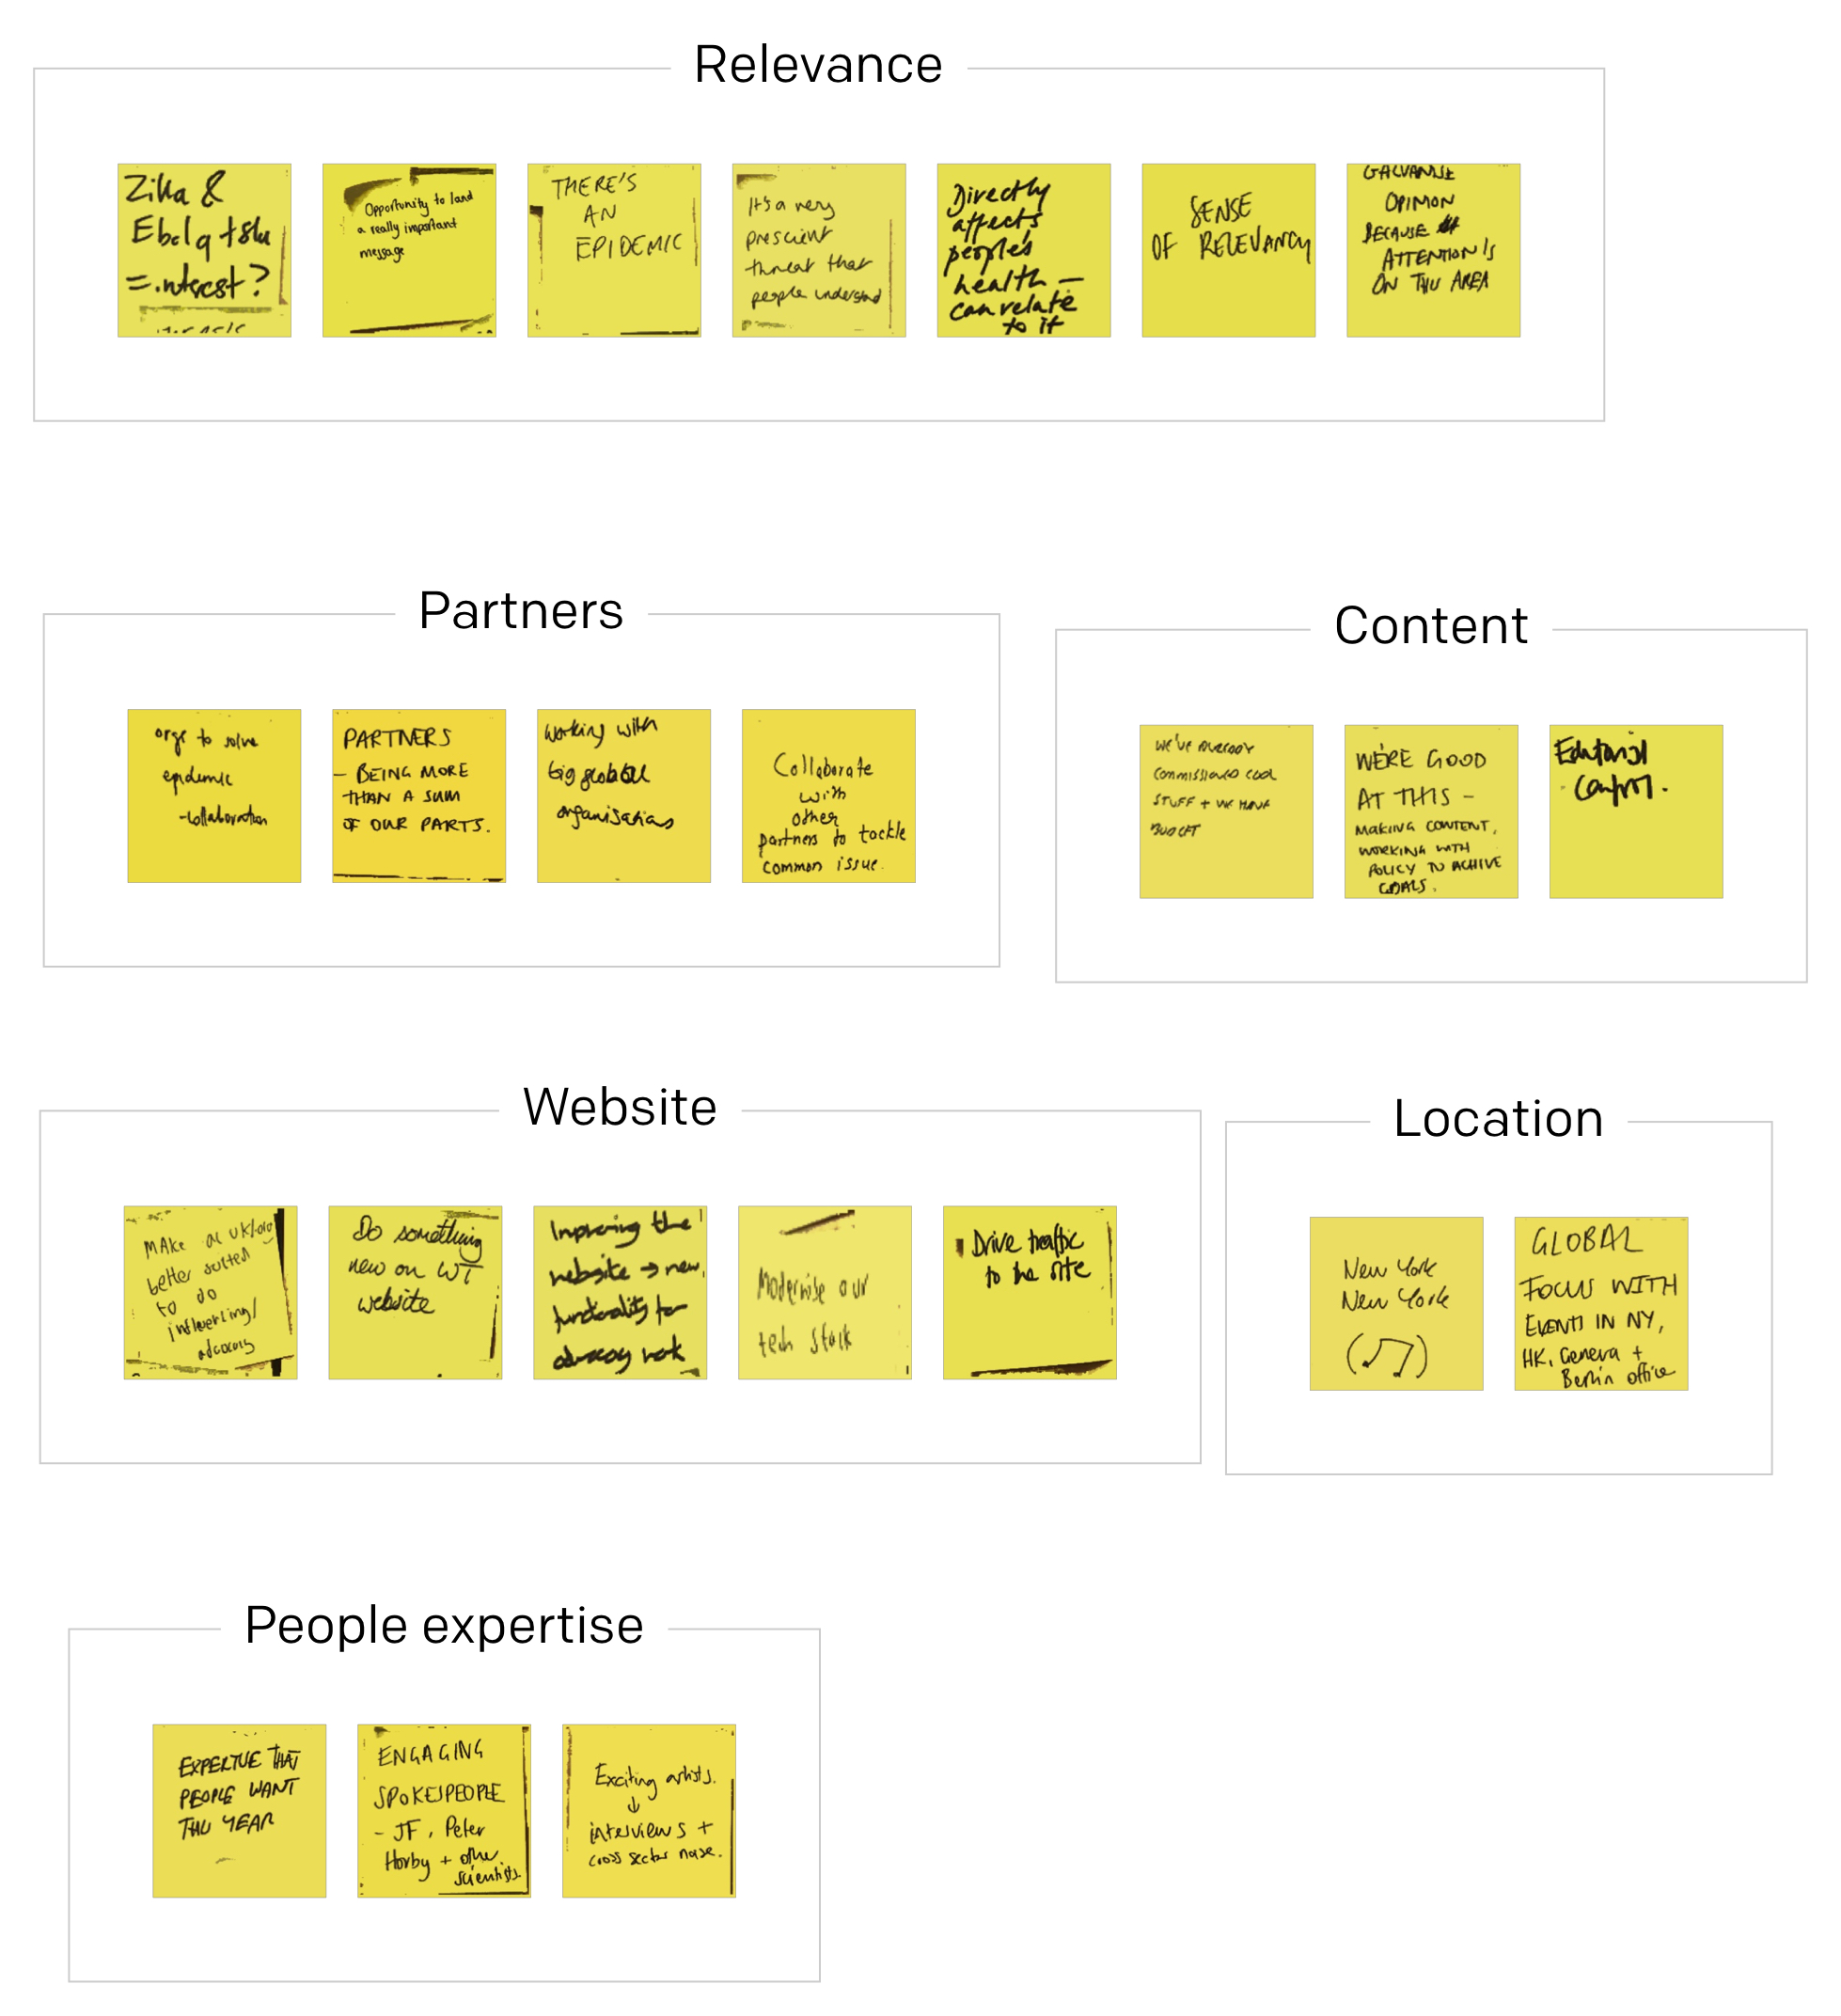 Relevance
Zika &
Ebola +
= interest?
Opportunity to land
a really important
message
THERE'S
AN
EPIDEMIC
It's a very
prescient
threat that
people understand
Directly
affects
people's
health –
can relate
to it
SENSE
OF RELEVANCY
GALVANISE
OPINION
BECAUSE
ATTENTION IS
ON THIS AREA
Partners
orgs to solve
epidemic
- collaboration
PARTNERS
– BEING MORE
THAN A SUM
OF OUR PARTS.
Working with
big global
organisations
Collaborate
with
other
partners to tackle
common issue.
Content
WE'VE ALREADY
COMMISSIONED COOL
STUFF + WE HAVE
BUDGET
WE'RE GOOD
AT THIS –
MAKING CONTENT,
WORKING WITH
POLICY TO ACHIVE
GOALS.
Editorial
Control.
Website
MAKE ac.uk/
better suited
to do
influencing/
advocacy
Do something
new on WT
website
Improving the
website → new
functionality for
advocacy work
Modernise our
tech stack
Drive traffic
to the site
Location
New York
New York
GLOBAL
FOCUS WITH
EVENTS IN NY,
HK, Geneva +
Berlin office
People expertise
EXPERTISE THAT
PEOPLE WANT
THIS YEAR
ENGAGING
SPOKESPEOPLE
– JF, Peter
Horby + other
scientists
Exciting artists.
↓
interviews +
cross sector noise.